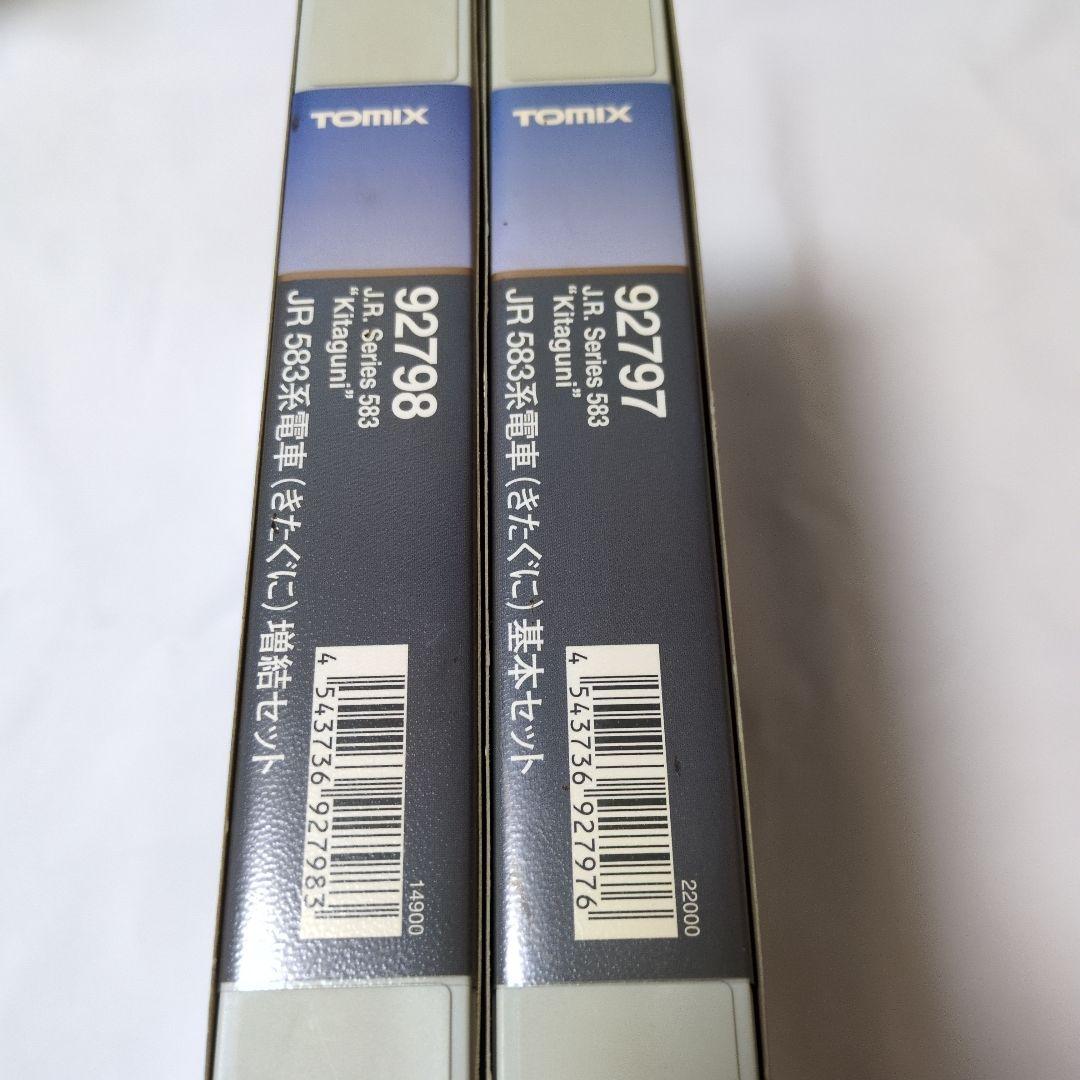 TOMIX
92798
J.R. Series 583
"Kitaguni"
JR 583系電車(きたぐに)増結セット
4 543736 927983
14900
TOMIX
92797
J.R. Series 583
"Kitaguni"
JR 583系電車(きたぐに)基本セット
4 543736 927976
22000